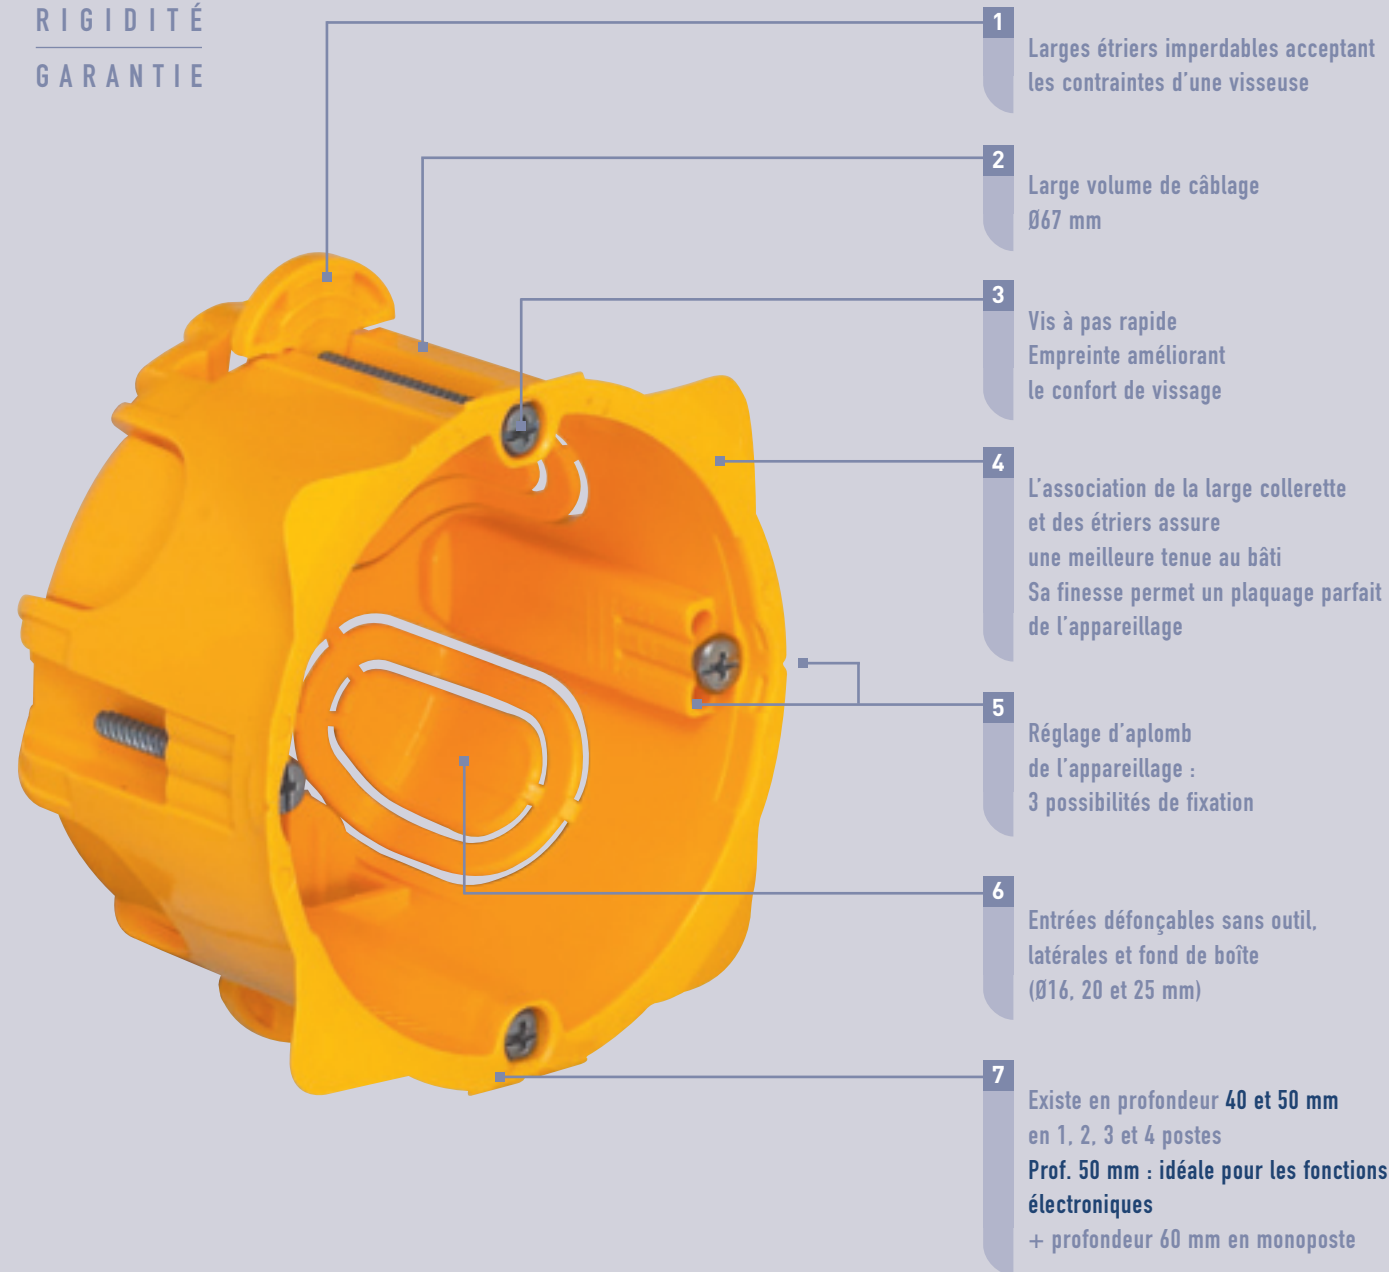 RIGIDITÉ
GARANTIE
1
Larges étriers imperdables acceptant
les contraintes d'une visseuse
2
Large volume de câblage
Ø67 mm
3
Vis à pas rapide
Empreinte améliorant
le confort de vissage
4
L'association de la large collerette
et des étriers assure
une meilleure tenue au bâti
Sa finesse permet un plaquage parfait
de l'appareillage
5
Réglage d'aplomb
de l'appareillage :
3 possibilités de fixation
6
Entrées défonçables sans outil,
latérales et fond de boîte
(Ø16, 20 et 25 mm)
7
Existe en profondeur 40 et 50 mm
en 1, 2, 3 et 4 postes
Prof. 50 mm : idéale pour les fonctions
électroniques
+ profondeur 60 mm en monoposte